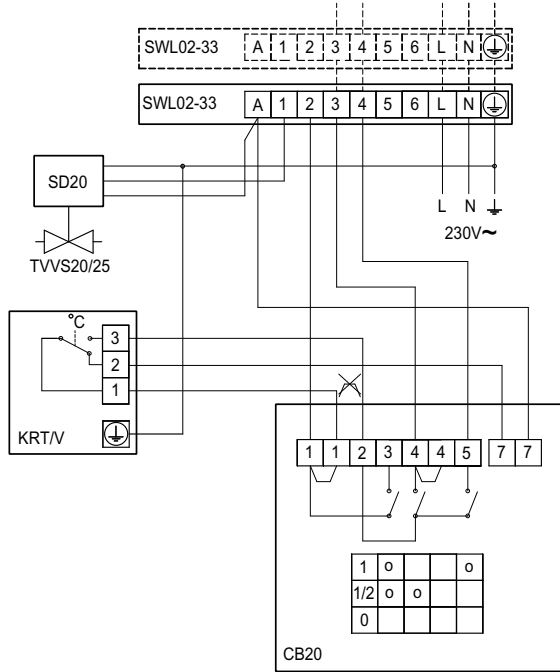 SWL02-33 A 1 2 3 4 5 6 L N
SWL02-33 A 1 2 3 4 5 6 L N
SD20
L N
230V~
TVVS20/25
°C
3
2
1
KRT/V
1 1 2 3 4 4 5 7 7
1 o o
1/2 o o
0
CB20